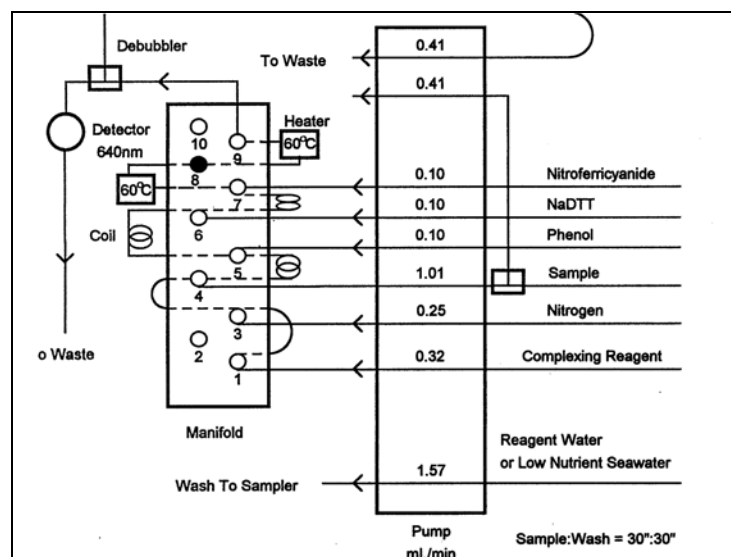 Debubbler
To Waste
0.41
0.41
Detector
640nm
Heater
60°C
10
9
8
60°C
7
0.10
Nitroferricyanide
6
0.10
NaDTT
Coil
5
0.10
Phenol
4
1.01
Sample
3
0.25
Nitrogen
o Waste
2
1
0.32
Complexing Reagent
Manifold
Reagent Water
or Low Nutrient Seawater
Wash To Sampler
1.57
Pump
mL/min
Sample:Wash = 30":30"